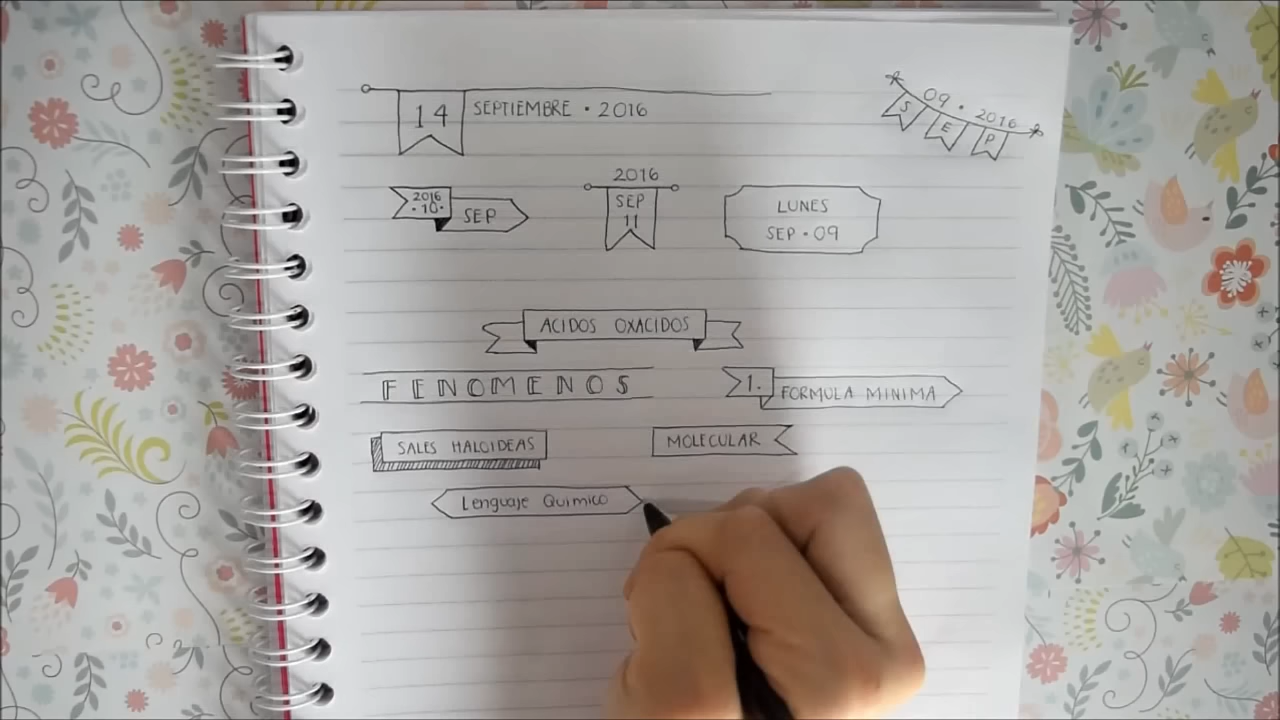 14 SEPTIEMBRE • 2016
09 • 2016
SEP
2016
• 10 •
SEP
2016
SEP
11
LUNES
SEP • 09
ACIDOS OXACIDOS
FENOMENOS
1. FORMULA MINIMA
SALES HALOIDEAS
MOLECULAR
Lenguaje Quimico